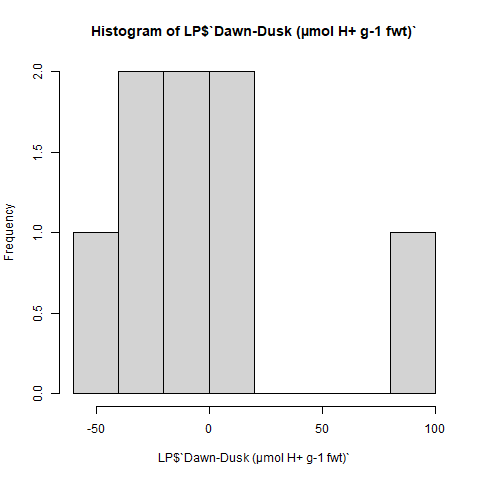 Histogram of LP$`Dawn-Dusk (µmol H+ g-1 fwt)`
2.0
1.5
1.0
0.5
0.0
Frequency
-50 0 50 100
LP$`Dawn-Dusk (µmol H+ g-1 fwt)`